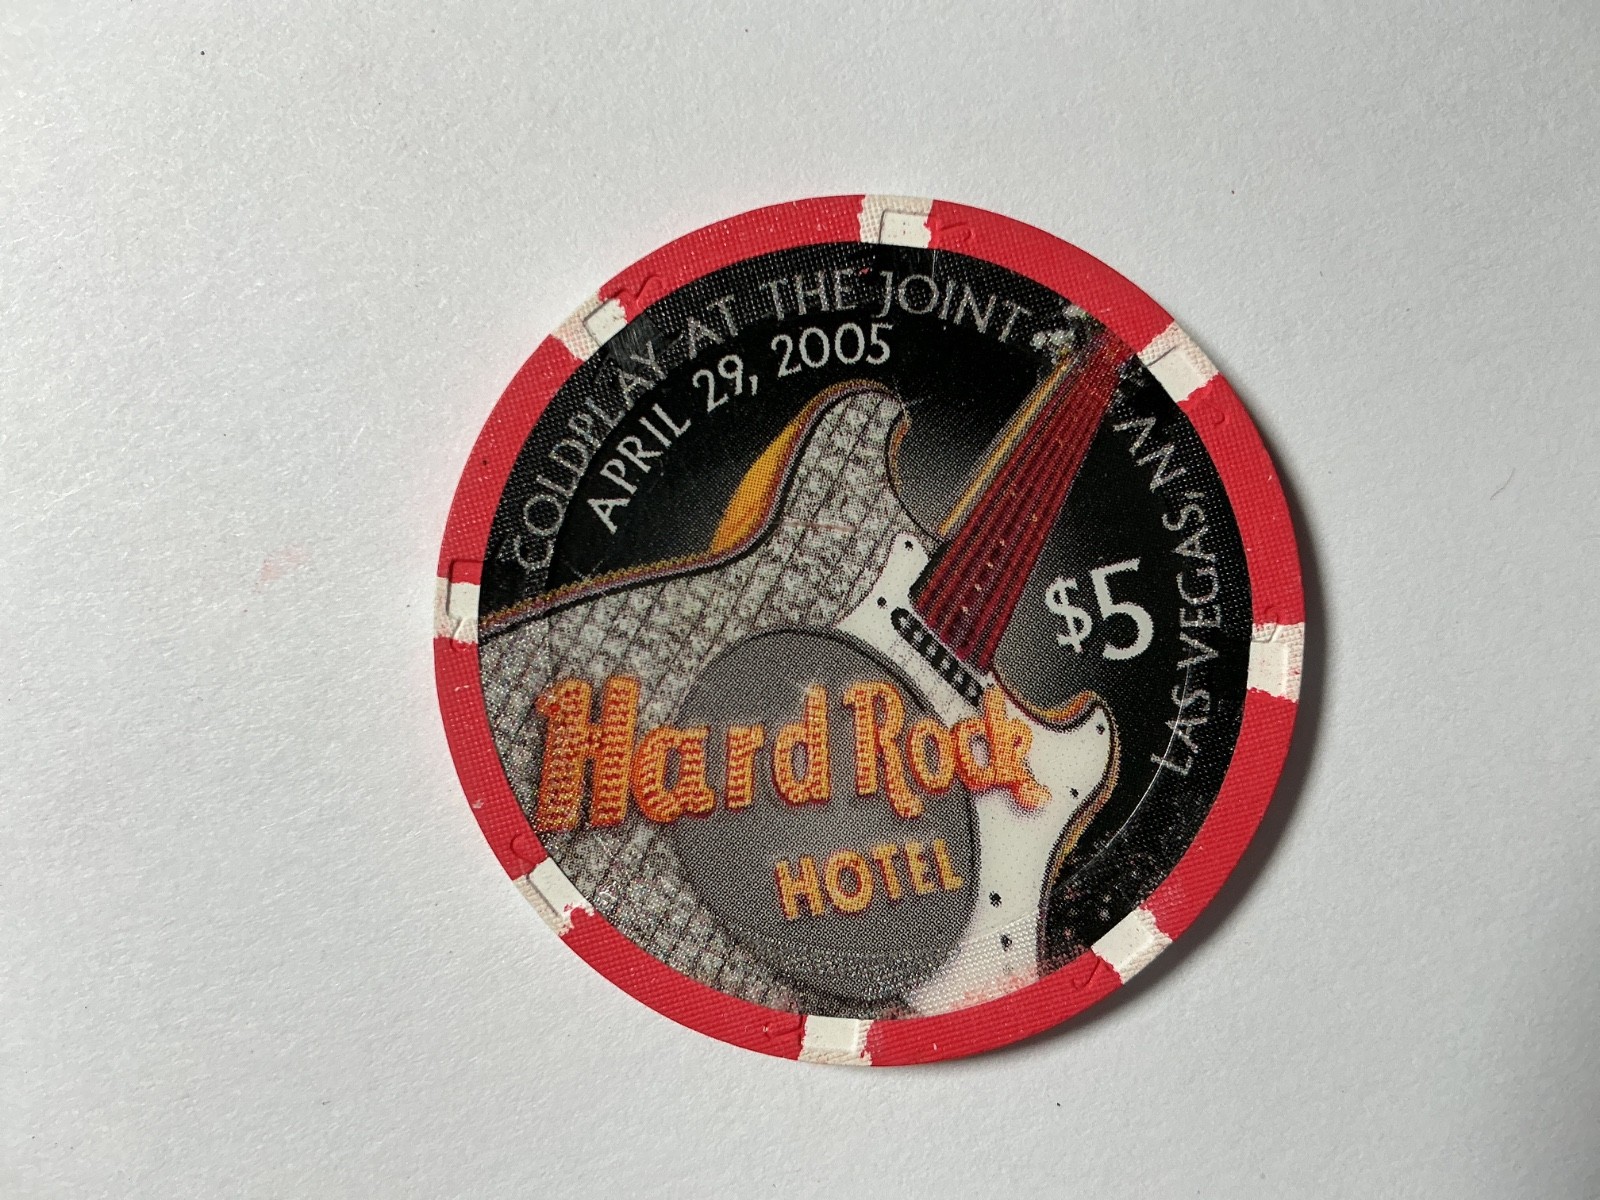 COLDPLAY AT THE JOINT
APRIL 29, 2005
$5
LAS VEGAS, NV
Hard Rock
HOTEL